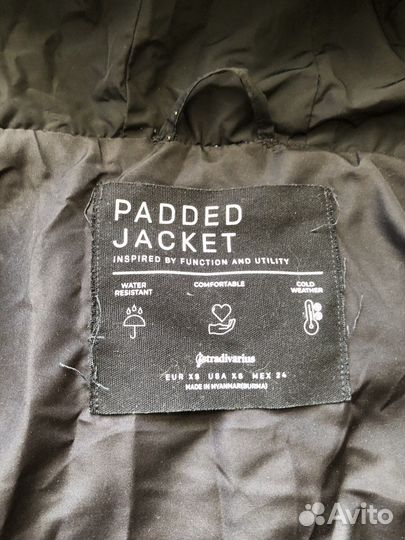 PADDED
JACKET
INSPIRED BY FUNCTION AND UTILITY
WATER
RESISTANT
COMFORTABLE
COLD
WEATHER
stradivarius
EUR XS USA XS MEX 24
MADE IN MYANMAR(BURMA)
Avito